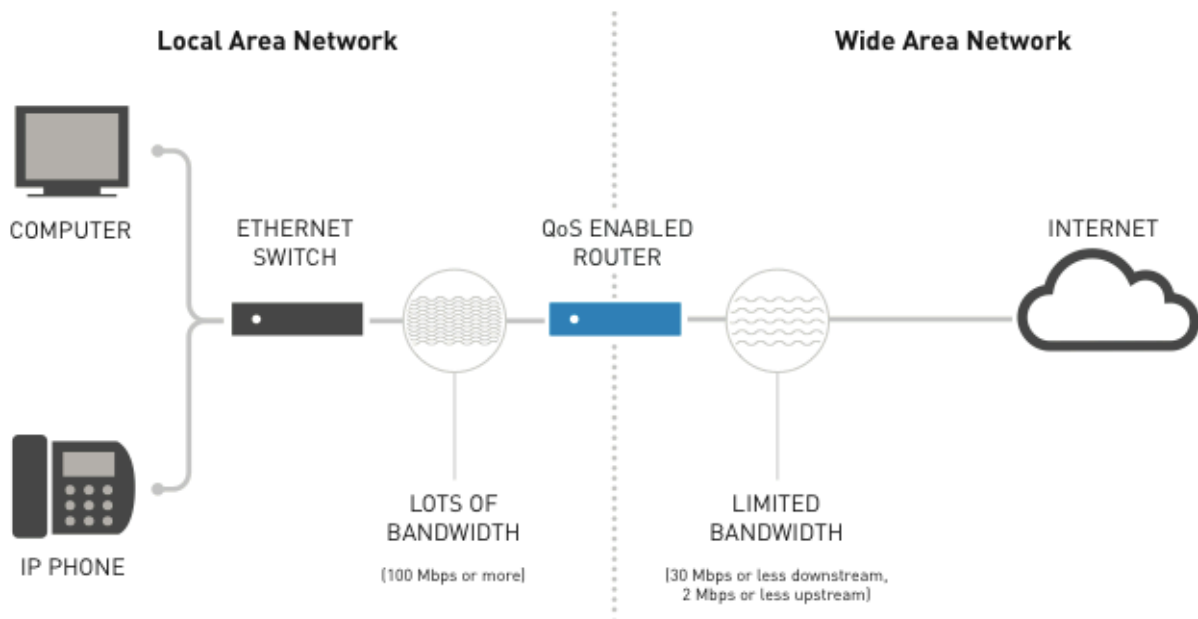 Local Area Network
Wide Area Network
COMPUTER
ETHERNET
SWITCH
QoS ENABLED
ROUTER
INTERNET
IP PHONE
LOTS OF
BANDWIDTH
(100 Mbps or more)
LIMITED
BANDWIDTH
(30 Mbps or less downstream,
2 Mbps or less upstream)